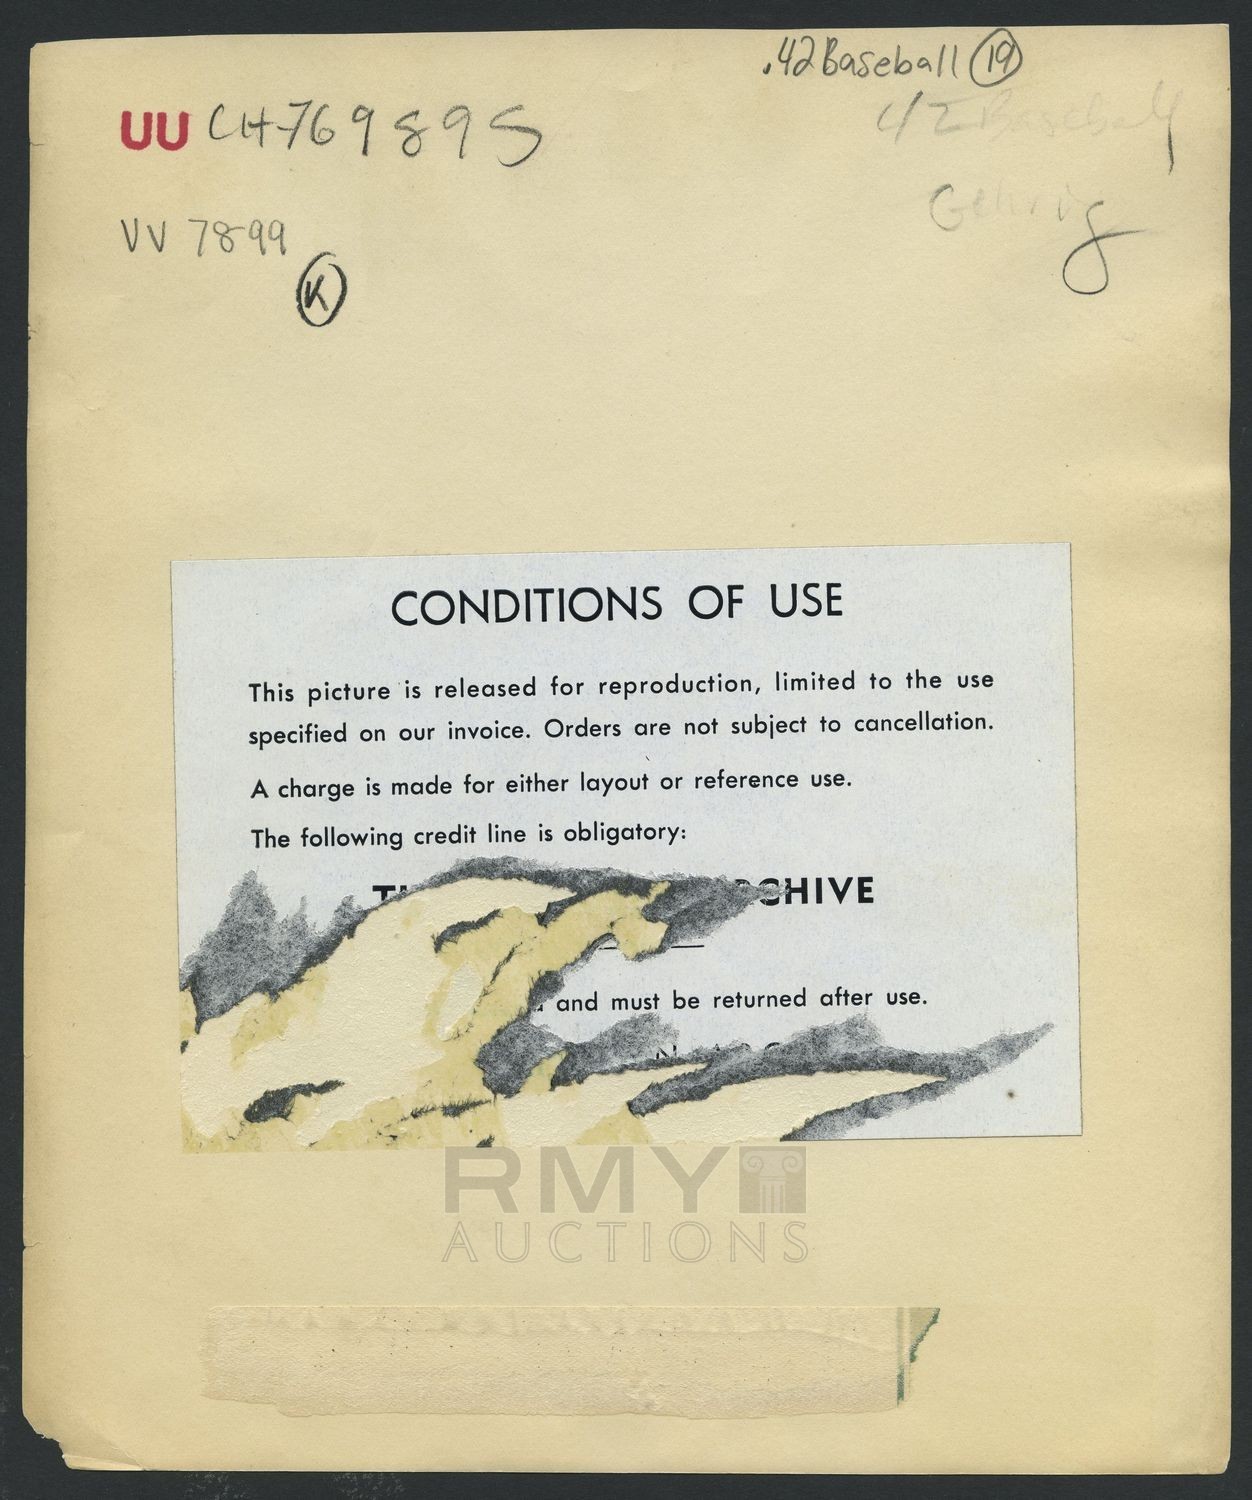 .42 Baseball 19
UU CH769895
42 Baseball
Gehrig
VV 7899
K
CONDITIONS OF USE
This picture is released for reproduction, limited to the use
specified on our invoice. Orders are not subject to cancellation.
A charge is made for either layout or reference use.
The following credit line is obligatory:
and must be returned after use.
RMY
AUCTIONS